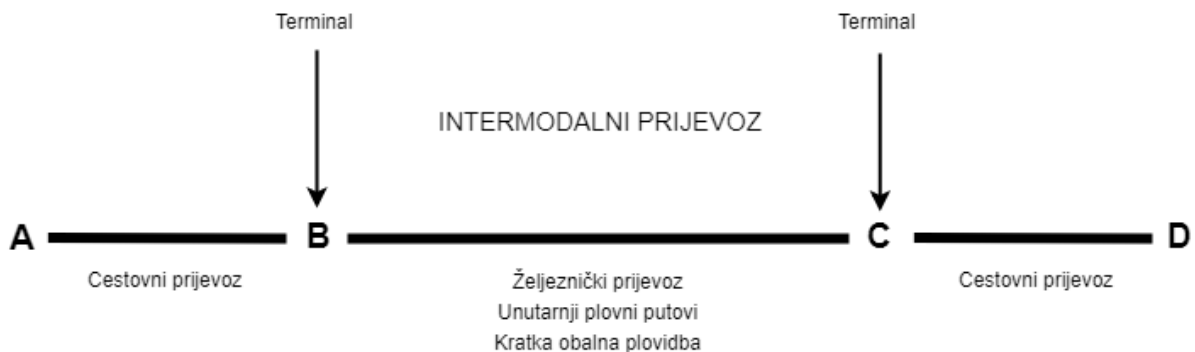 Terminal
Terminal
INTERMODALNI PRIJEVOZ
A
B
C
D
Cestovni prijevoz
Željeznički prijevoz
Unutarnji plovni putovi
Kratka obalna plovidba
Cestovni prijevoz